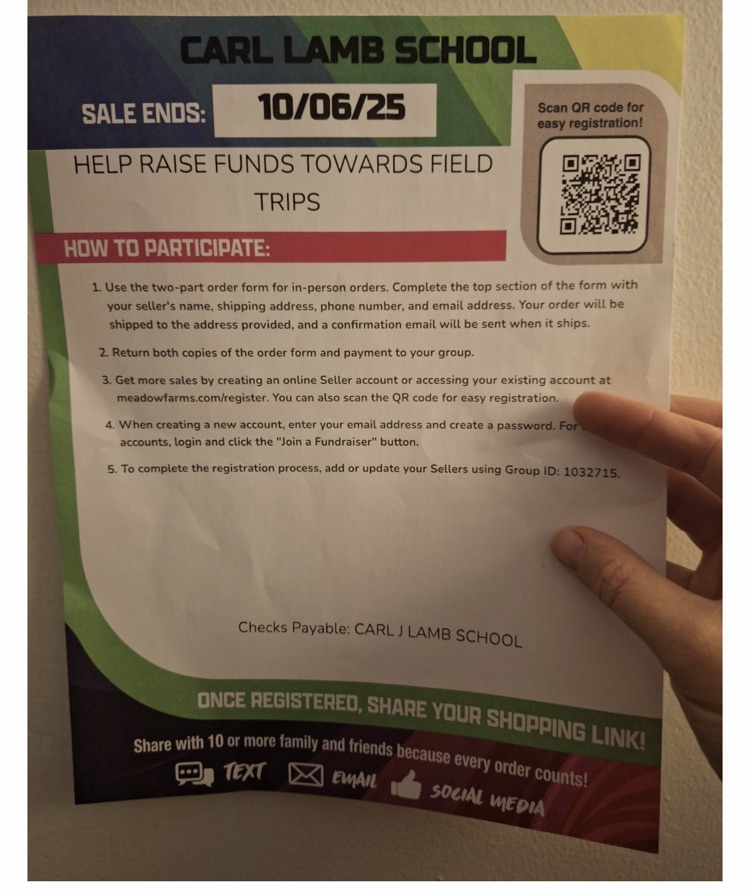 CARL LAMB SCHOOL
SALE ENDS:
10/06/25
Scan QR code for
easy registration!
HELP RAISE FUNDS TOWARDS FIELD
TRIPS
HOW TO PARTICIPATE:
1. Use the two-part order form for in-person orders. Complete the top section of the form with
your seller's name, shipping address, phone number, and email address. Your order will be
shipped to the address provided, and a confirmation email will be sent when it ships.
2. Return both copies of the order form and payment to your group.
3. Get more sales by creating an online Seller account or accessing your existing account at
meadowfarms.com/register. You can also scan the QR code for easy registration.
4. When creating a new account, enter your email address and create a password. For
accounts, login and click the "Join a Fundraiser" button.
5. To complete the registration process, add or update your Sellers using Group ID: 1032715.
Checks Payable: CARL J LAMB SCHOOL
ONCE REGISTERED, SHARE YOUR SHOPPING LINK!
Share with 10 or more family and friends because every order counts!
TEXT EMAIL SOCIAL MEDIA